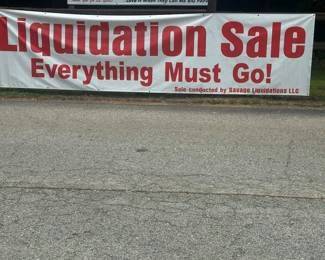 Liquidation Sale
Everything Must Go!
Sale conducted by Savage Liquidations LLC